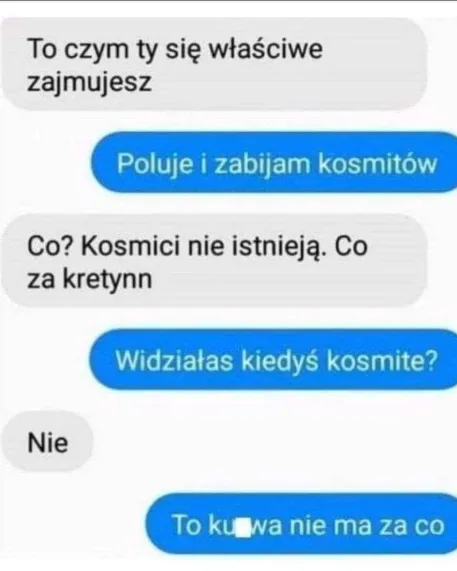 To czym ty się właściwe
zajmujesz
Poluje i zabijam kosmitów
Co? Kosmici nie istnieją. Co
za kretynn
Widziałas kiedyś kosmite?
Nie
To ku wa nie ma za co